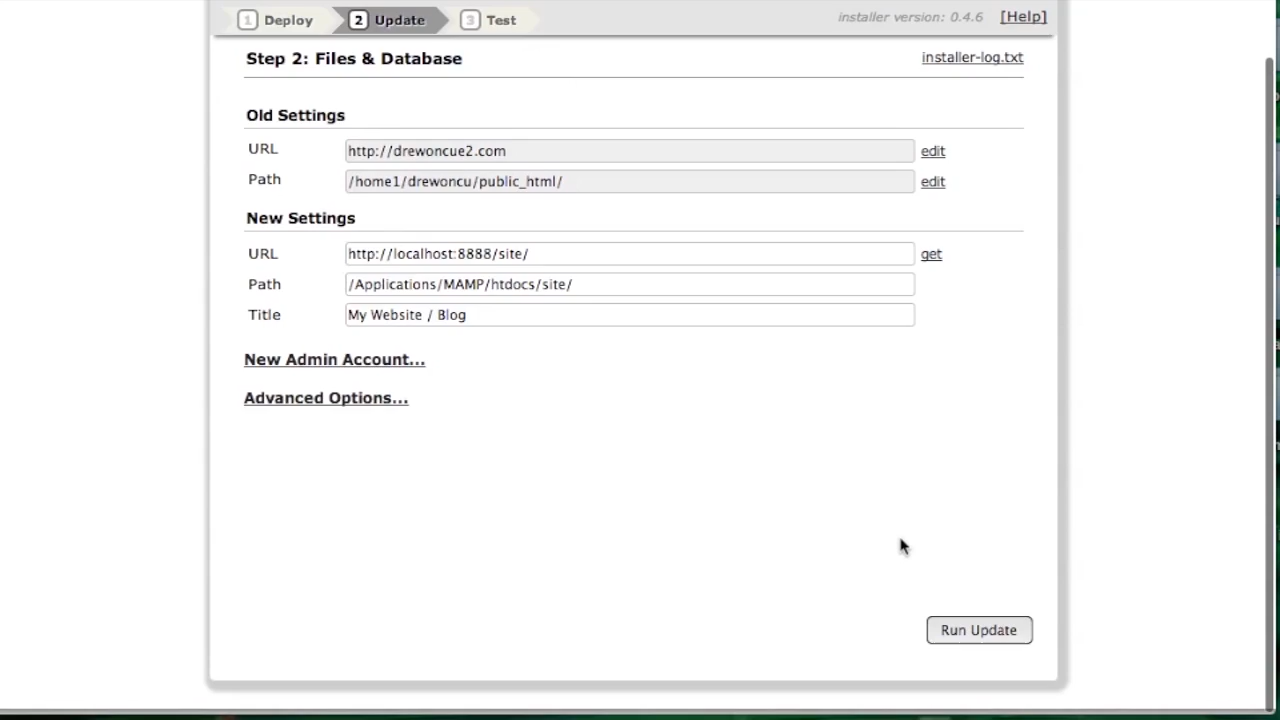 1 Deploy 2 Update 3 Test installer version: 0.4.6 [Help]
Step 2: Files & Database installer-log.txt
Old Settings
URL http://drewoncue2.com edit
Path /home1/drewoncu/public_html/ edit
New Settings
URL http://localhost:8888/site/ get
Path /Applications/MAMP/htdocs/site/
Title My Website / Blog
New Admin Account...
Advanced Options...
Run Update